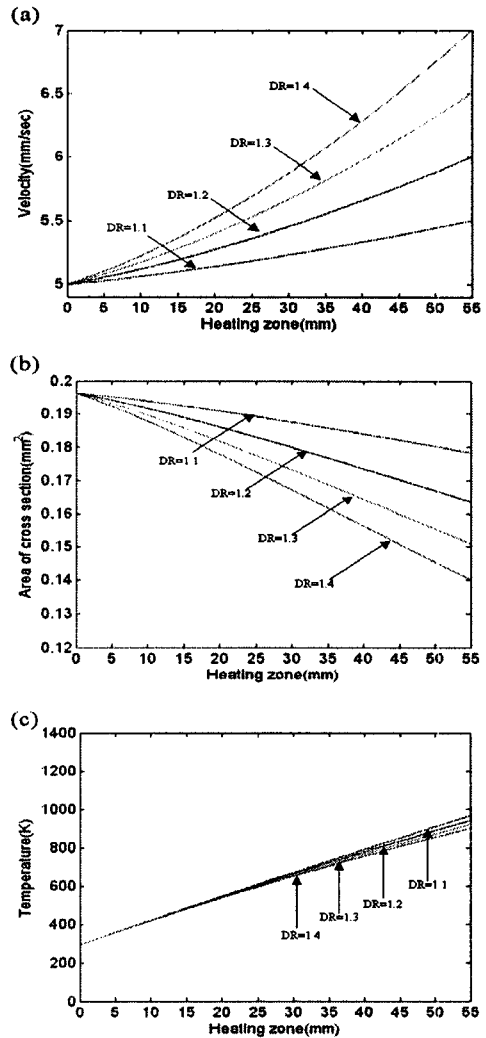 (a)
7
6.5
6
5.5
5
Velocity(mm/sec)
DR=1 4
DR=1.3
DR=1.2
DR=1.1
0 5 10 15 20 25 30 35 40 45 50 55
Heating zone(mm)
(b)
0.2
0.19
0.18
0.17
0.16
0.15
0.14
0.13
0.12
Area of cross section(mm²)
DR=1 1
DR=1.2
DR=1.3
DR=1.4
0 5 10 15 20 25 30 35 40 45 50 55
Heating zone(mm)
(c)
1400
1200
1000
800
600
400
200
0
Temperature(K)
DR=1 1
DR=1.2
DR=1.3
DR=1 4
0 5 10 15 20 25 30 35 40 45 50 55
Heating zone(mm)